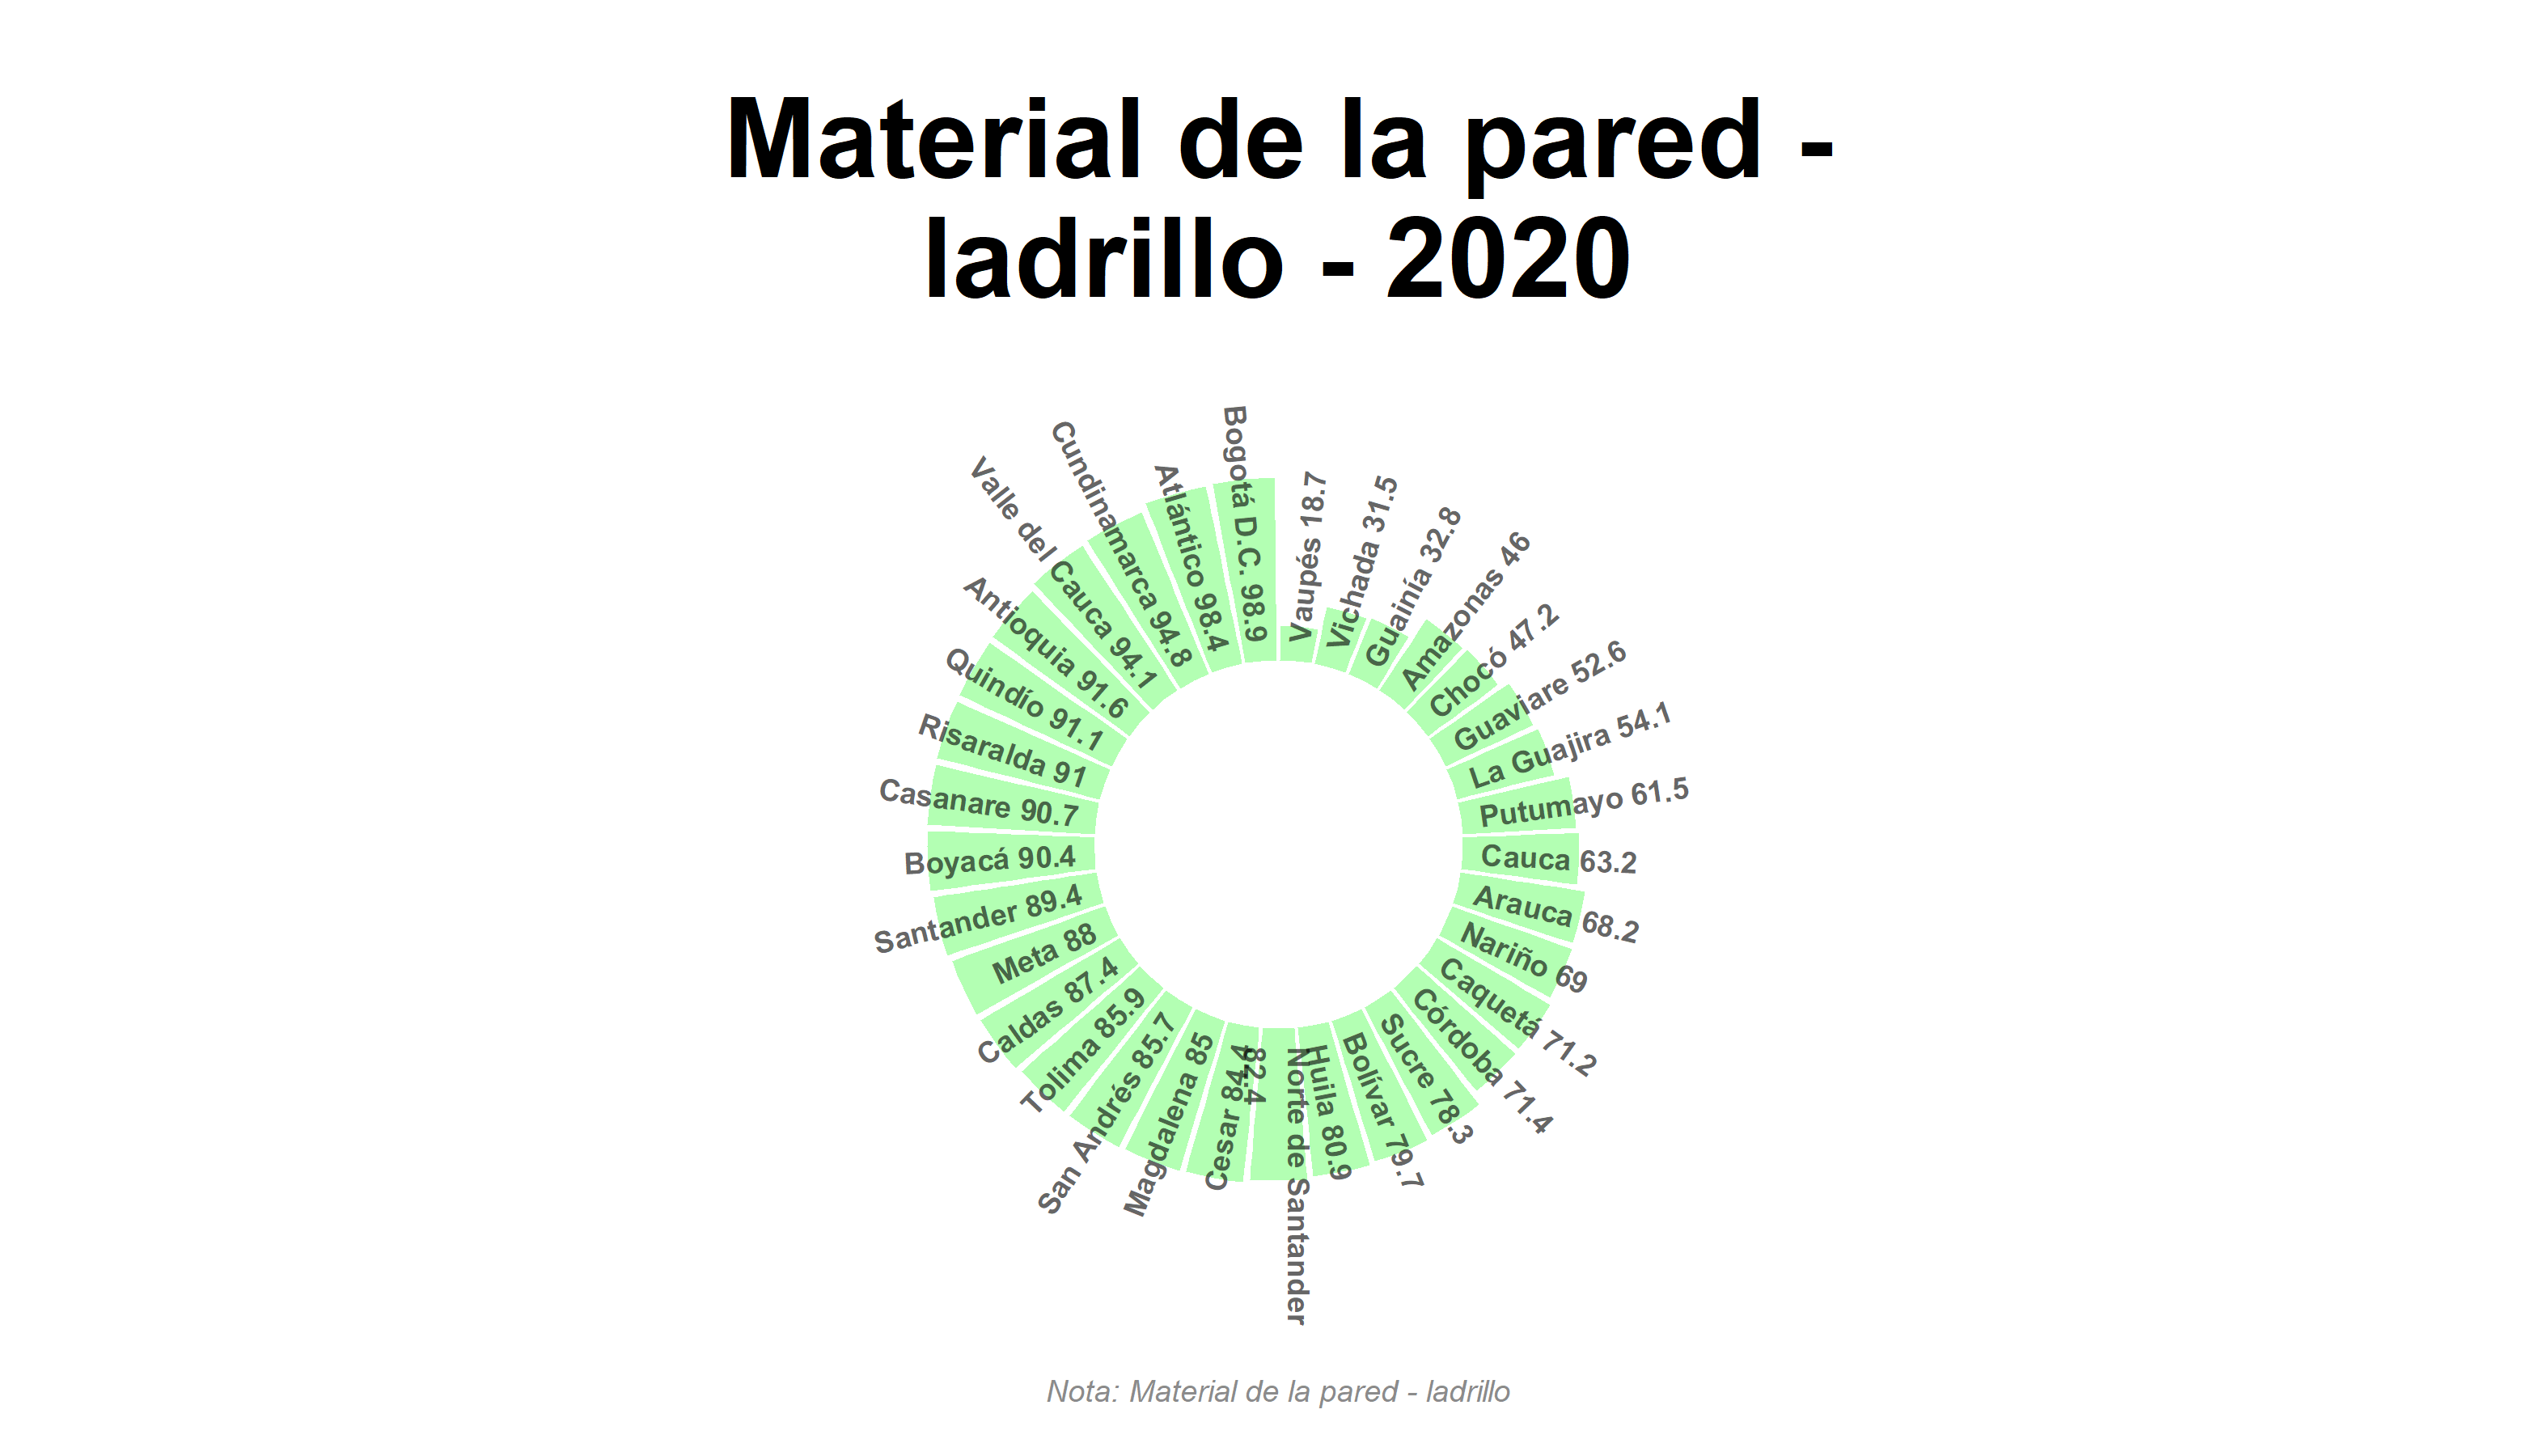 Material de la pared -
ladrillo - 2020
Vaupés 18.7
Vichada 31.5
Guainía 32.8
Amazonas 46
Chocó 47.2
Guaviare 52.6
La Guajira 54.1
Putumayo 61.5
Cauca 63.2
Arauca 68.2
Nariño 69
Caquetá 71.2
Córdoba 71.4
Sucre 78.3
Bolívar 79.7
Huila 80.9
Norte de Santander
82.4
Cesar 84.4
Magdalena 85
San Andrés 85.7
Tolima 85.9
Caldas 87.4
Meta 88
Santander 89.4
Boyacá 90.4
Casanare 90.7
Risaralda 91
Quindío 91.1
Antioquia 91.6
Valle del Cauca 94.1
Cundinamarca 94.8
Atlántico 98.4
Bogotá D.C. 98.9
Nota: Material de la pared - ladrillo